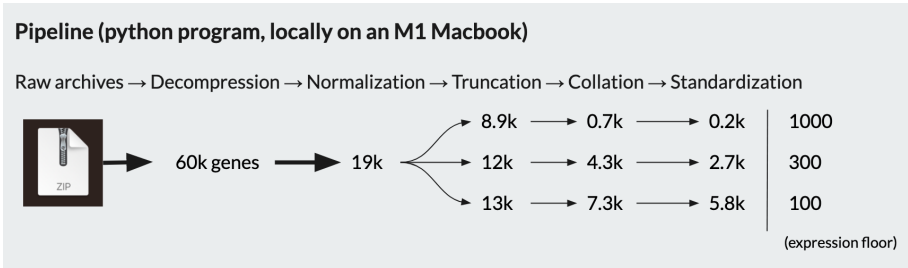 Pipeline (python program, locally on an M1 Macbook)
Raw archives → Decompression → Normalization → Truncation → Collation → Standardization
8.9k 0.7k 0.2k 1000
ZIP 60k genes 19k 12k 4.3k 2.7k 300
13k 7.3k 5.8k 100
(expression floor)